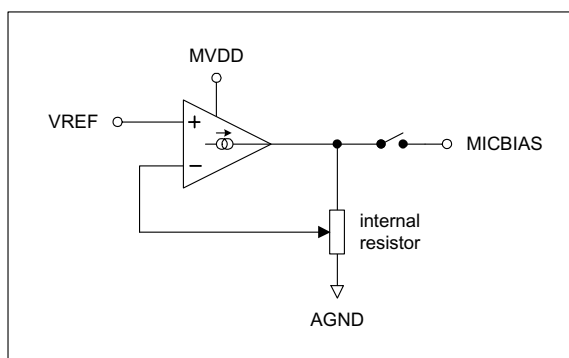 MVDD
VREF
+
−
MICBIAS
internal
resistor
AGND